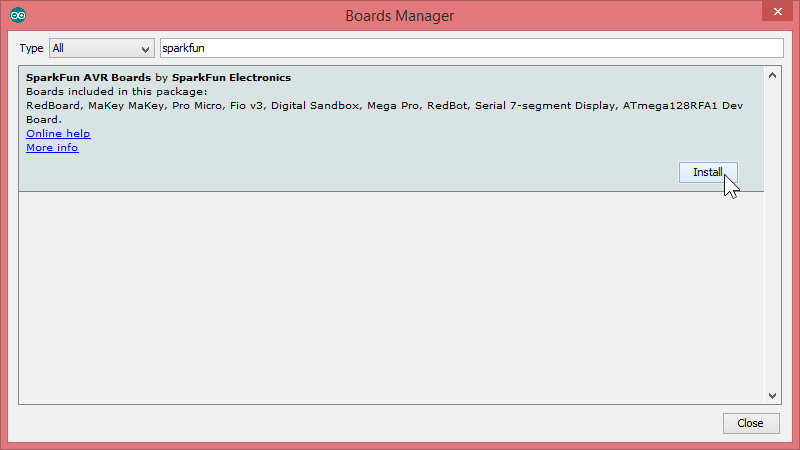 Boards Manager
Type All sparkfun
SparkFun AVR Boards by SparkFun Electronics
Boards included in this package:
RedBoard, MaKey MaKey, Pro Micro, Fio v3, Digital Sandbox, Mega Pro, RedBot, Serial 7-segment Display, ATmega128RFA1 Dev
Board.
Online help
More info
Install
Close